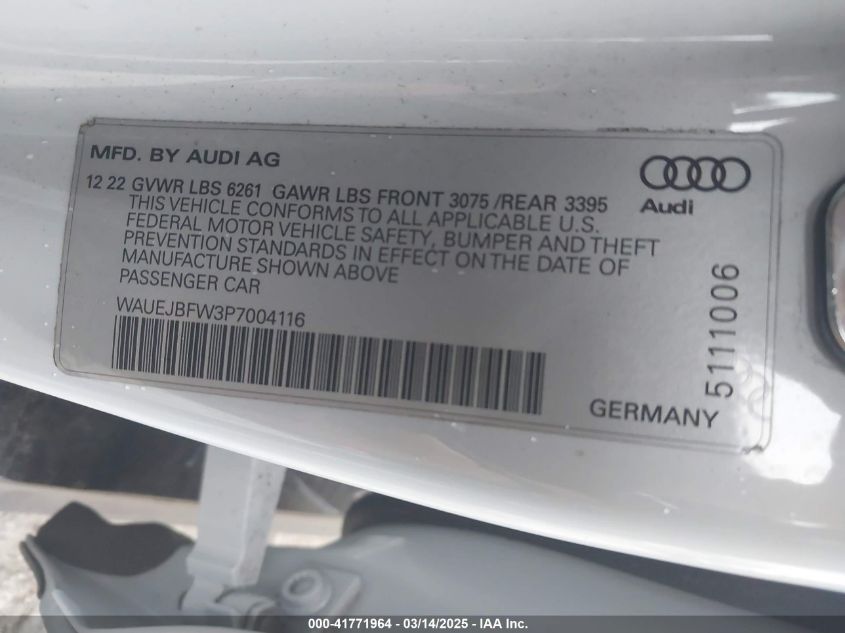 MFD. BY AUDI AG
12 22 GVWR LBS 6261 GAWR LBS FRONT 3075 /REAR 3395
THIS VEHICLE CONFORMS TO ALL APPLICABLE U.S.
FEDERAL MOTOR VEHICLE SAFETY, BUMPER AND THEFT
PREVENTION STANDARDS IN EFFECT ON THE DATE OF
MANUFACTURE SHOWN ABOVE
PASSENGER CAR
WAUEJBFW3P7004116
Audi
5111006
GERMANY
000-41771964 - 03/14/2025 - IAA Inc.